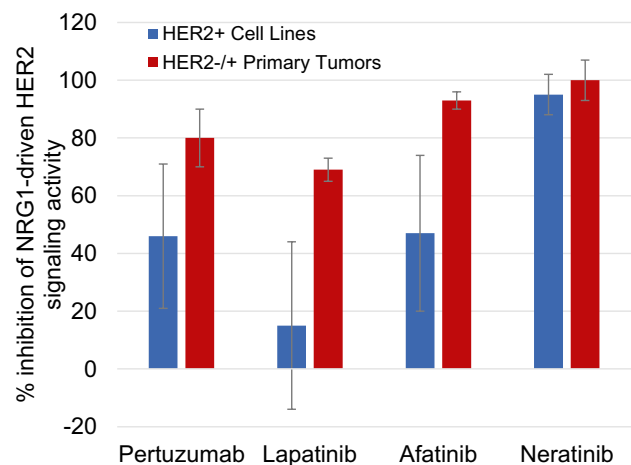 % inhibition of NRG1-driven HER2
signaling activity
120
100
80
60
40
20
0
-20
HER2+ Cell Lines
HER2-/+ Primary Tumors
Pertuzumab Lapatinib Afatinib Neratinib